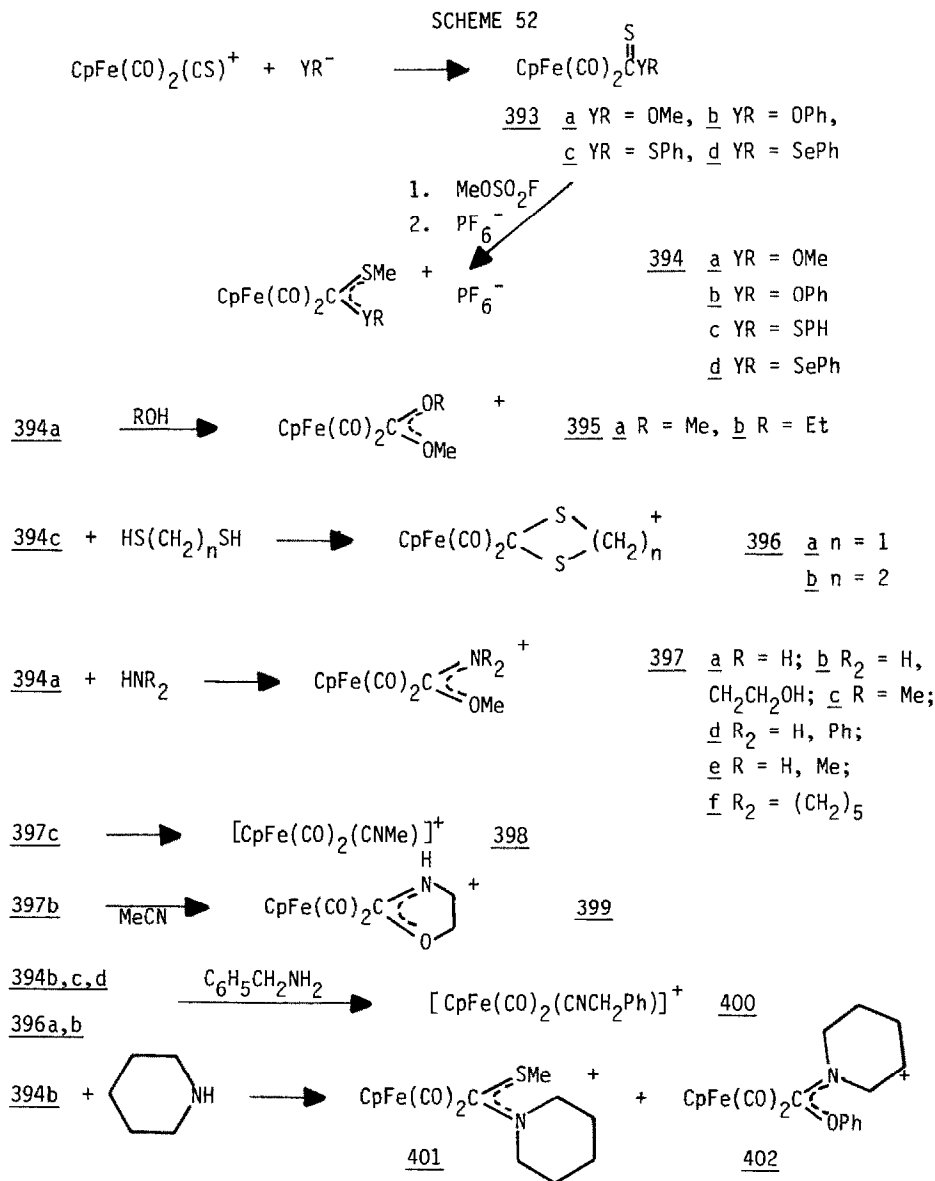 SCHEME 52
S
CpFe(CO)2(CS)+ + YR- CpFe(CO)2CYR
393 a YR = OMe, b YR = OPh,
c YR = SPh, d YR = SePh
1. MeOSO2F
2. PF6-
CpFe(CO)2C SMe YR + PF6-
394 a YR = OMe
b YR = OPh
c YR = SPH
d YR = SePh
394a ROH CpFe(CO)2C OR OMe + 395 a R = Me, b R = Et
394c + HS(CH2)nSH CpFe(CO)2C S S (CH2)n + 396 a n = 1
b n = 2
394a + HNR2 CpFe(CO)2C NR2 OMe + 397 a R = H; b R2 = H,
CH2CH2OH; c R = Me;
d R2 = H, Ph;
e R = H, Me;
f R2 = (CH2)5
397c [CpFe(CO)2(CNMe)]+ 398
397b MeCN CpFe(CO)2C H N O + 399
394b,c,d
396a,b
C6H5CH2NH2 [CpFe(CO)2(CNCH2Ph)]+ 400
394b + NH CpFe(CO)2C SMe N + + CpFe(CO)2C N OPh +
401 402